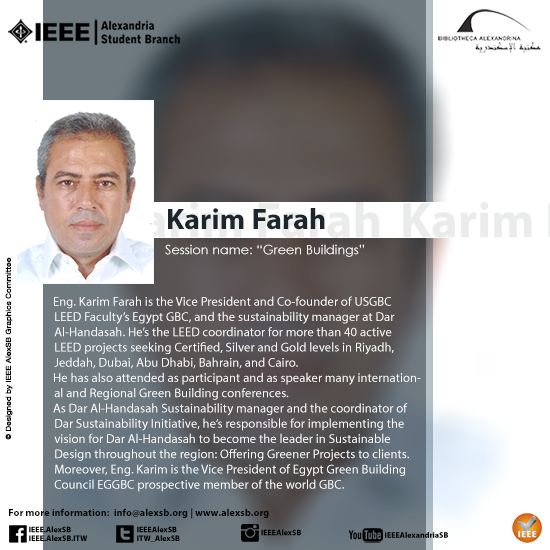 IEEE
Alexandria
Student Branch
BIBLIOTHECA ALEXANDRINA
مكتبة الإسكندرية
Karim Farah
Karim Farah
Session name: “Green Buildings”
Eng. Karim Farah is the Vice President and Co-founder of USGBC
LEED Faculty’s Egypt GBC, and the sustainability manager at Dar
Al-Handasah. He’s the LEED coordinator for more than 40 active
LEED projects seeking Certified, Silver and Gold levels in Riyadh,
Jeddah, Dubai, Abu Dhabi, Bahrain, and Cairo.
He has also attended as participant and as speaker many internation-
al and Regional Green Building conferences.
As Dar Al-Handasah Sustainability manager and the coordinator of
Dar Sustainability Initiative, he’s responsible for implementing the
vision for Dar Al-Handasah to become the leader in Sustainable
Design throughout the region: Offering Greener Projects to clients.
Moreover, Eng. Karim is the Vice President of Egypt Green Building
Council EGGBC prospective member of the world GBC.
© Designed by IEEE AlexSB Graphics Committee
For more information: info@alexsb.org | www.alexsb.org
IEEE.AlexSB
IEEE.AlexSB.ITW
IEEEAlexSB
ITW_AlexSB
IEEEAlexSB
YouTube IEEEAlexandriaSB
IEEE